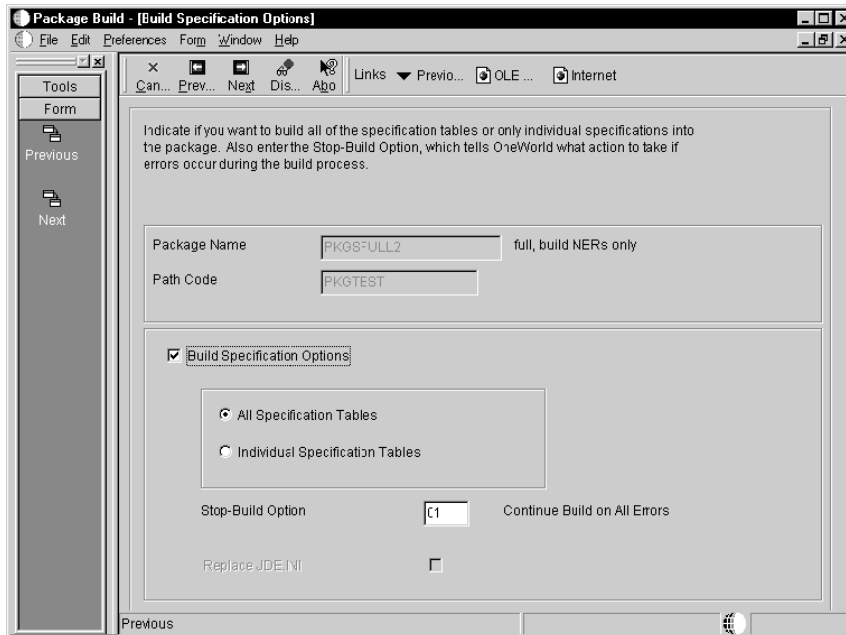 Package Build - [Build Specification Options]
File Edit Preferences Form Window Help
Can... Prev... Next Dis... Abo Links Previo... OLE ... Internet
Tools
Form
Previous
Next
Indicate if you want to build all of the specification tables or only individual specifications into
the package. Also enter the Stop-Build Option, which tells OneWorld what action to take if
errors occur during the build process.
Package Name PKGSFULL2 full, build NERs only
Path Code PKGTEST
Build Specification Options
All Specification Tables
Individual Specification Tables
Stop-Build Option 01 Continue Build on All Errors
Replace JDE.INI
Previous